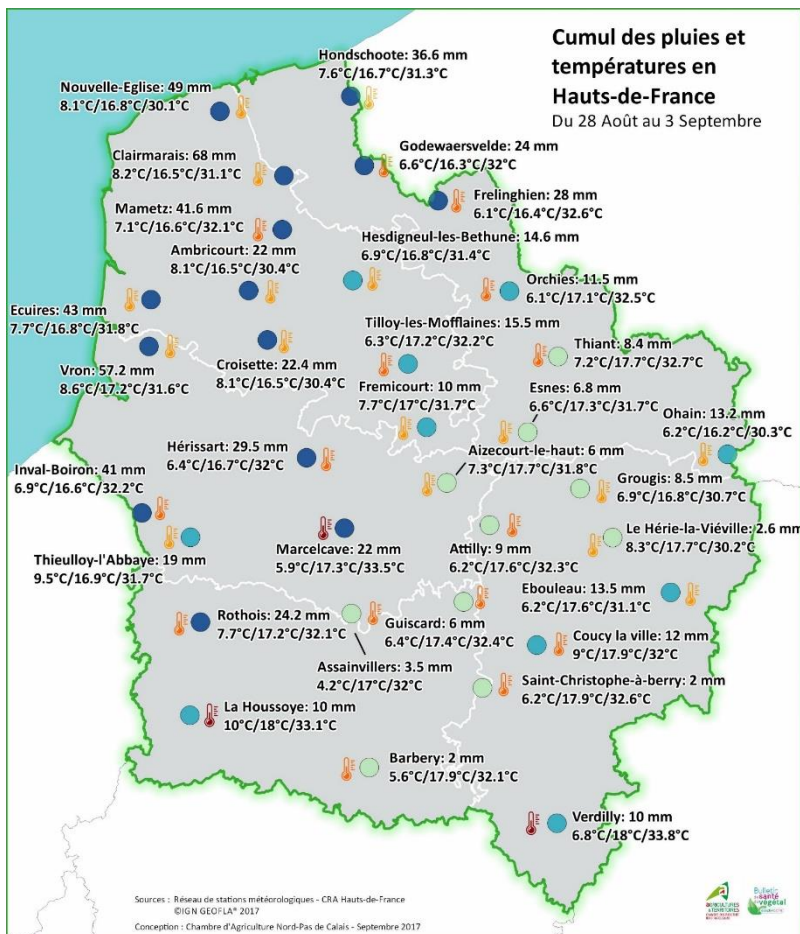 Cumul des pluies et
températures en
Hauts-de-France
Du 28 Août au 3 Septembre
Hondschoote: 36.6 mm
7.6°C/16.7°C/31.3°C
Nouvelle-Eglise: 49 mm
8.1°C/16.8°C/30.1°C
Godewaersvelde: 24 mm
6.6°C/16.3°C/32°C
Clairmarais: 68 mm
8.2°C/16.5°C/31.1°C
Frelinghien: 28 mm
6.1°C/16.4°C/32.6°C
Mametz: 41.6 mm
7.1°C/16.6°C/32.1°C
Hesdigneul-les-Bethune: 14.6 mm
6.9°C/16.8°C/31.4°C
Ambricourt: 22 mm
8.1°C/16.5°C/30.4°C
Orchies: 11.5 mm
6.1°C/17.1°C/32.5°C
Ecuires: 43 mm
7.7°C/16.8°C/31.8°C
Tilloy-les-Mofflaines: 15.5 mm
6.3°C/17.2°C/32.2°C
Thiant: 8.4 mm
7.2°C/17.7°C/32.7°C
Vron: 57.2 mm
8.6°C/17.2°C/31.6°C
Croisette: 22.4 mm
8.1°C/16.5°C/30.4°C
Fremicourt: 10 mm
7.7°C/17°C/31.7°C
Esnes: 6.8 mm
6.6°C/17.3°C/31.7°C
Ohain: 13.2 mm
6.2°C/16.2°C/30.3°C
Hérissart: 29.5 mm
6.4°C/16.7°C/32°C
Aizecourt-le-haut: 6 mm
7.3°C/17.7°C/31.8°C
Inval-Boiron: 41 mm
6.9°C/16.6°C/32.2°C
Grougis: 8.5 mm
6.9°C/16.8°C/30.7°C
Le Hérie-la-Viéville: 2.6 mm
8.3°C/17.7°C/30.2°C
Thieulloy-l'Abbaye: 19 mm
9.5°C/16.9°C/31.7°C
Marcelcave: 22 mm
5.9°C/17.3°C/33.5°C
Attilly: 9 mm
6.2°C/17.6°C/32.3°C
Ebouleau: 13.5 mm
6.2°C/17.6°C/31.1°C
Rothois: 24.2 mm
7.7°C/17.2°C/32.1°C
Guiscard: 6 mm
6.4°C/17.4°C/32.4°C
Coucy la ville: 12 mm
9°C/17.9°C/32°C
Assainvillers: 3.5 mm
4.2°C/17°C/32°C
Saint-Christophe-à-berry: 2 mm
6.2°C/17.9°C/32.6°C
La Houssoye: 10 mm
10°C/18°C/33.1°C
Barbery: 2 mm
5.6°C/17.9°C/32.1°C
Verdilly: 10 mm
6.8°C/18°C/33.8°C
Sources : Réseau de stations météorologiques - CRA Hauts-de-France
©IGN GEOFLA® 2017
Conception : Chambre d'Agriculture Nord-Pas de Calais - Septembre 2017
AGRICULTURES
& TERRITOIRES
Bulletin
de santé
du végétal